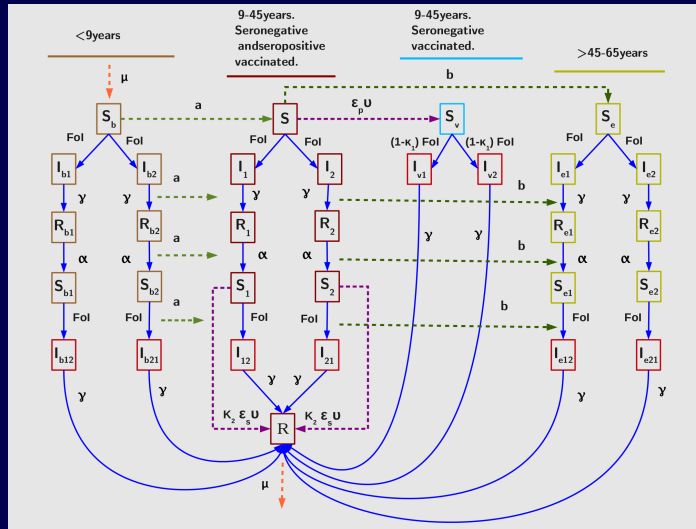 <9years
9-45years.
Seronegative
andseropositive
vaccinated.
9-45years.
Seronegative
vaccinated.
>45-65years
μ
b
a
ε_p υ
S_b
S
S_v
S_e
FoI FoI FoI FoI (1-κ_1) FoI (1-κ_1) FoI FoI FoI
I_b1 I_b2 I_1 I_2 I_v1 I_v2 I_e1 I_e2
a
b
γ γ γ γ γ γ
R_b1 R_b2 R_1 R_2 R_e1 R_e2
γ γ
a
b
α α α α α α
S_b1 S_b2 S_1 S_2 S_e1 S_e2
a
b
FoI FoI FoI FoI FoI FoI
I_b12 I_b21 I_12 I_21 I_e12 I_e21
γ γ γ γ γ γ
K_2 ε_s υ
R
K_2 ε_s υ
μ